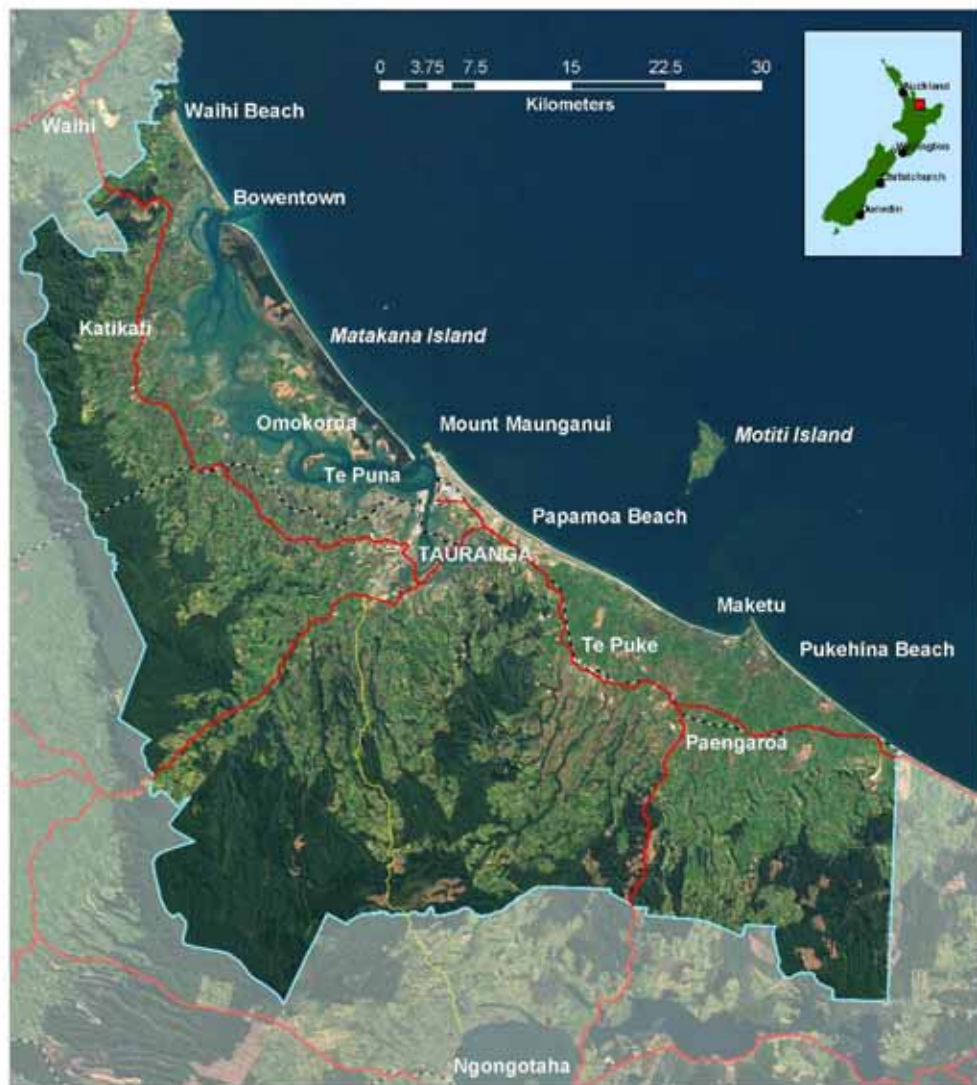 0 3.75 7.5 15 22.5 30
Kilometers
Auckland
Wellington
Christchurch
Dunedin
Waihi
Waihi Beach
Bowentown
Katikati
Matakana Island
Omokoroa
Mount Maunganui
Motiti Island
Te Puna
Papamoa Beach
TAURANGA
Maketu
Te Puke
Pukehina Beach
Paengaroa
Ngongotaha